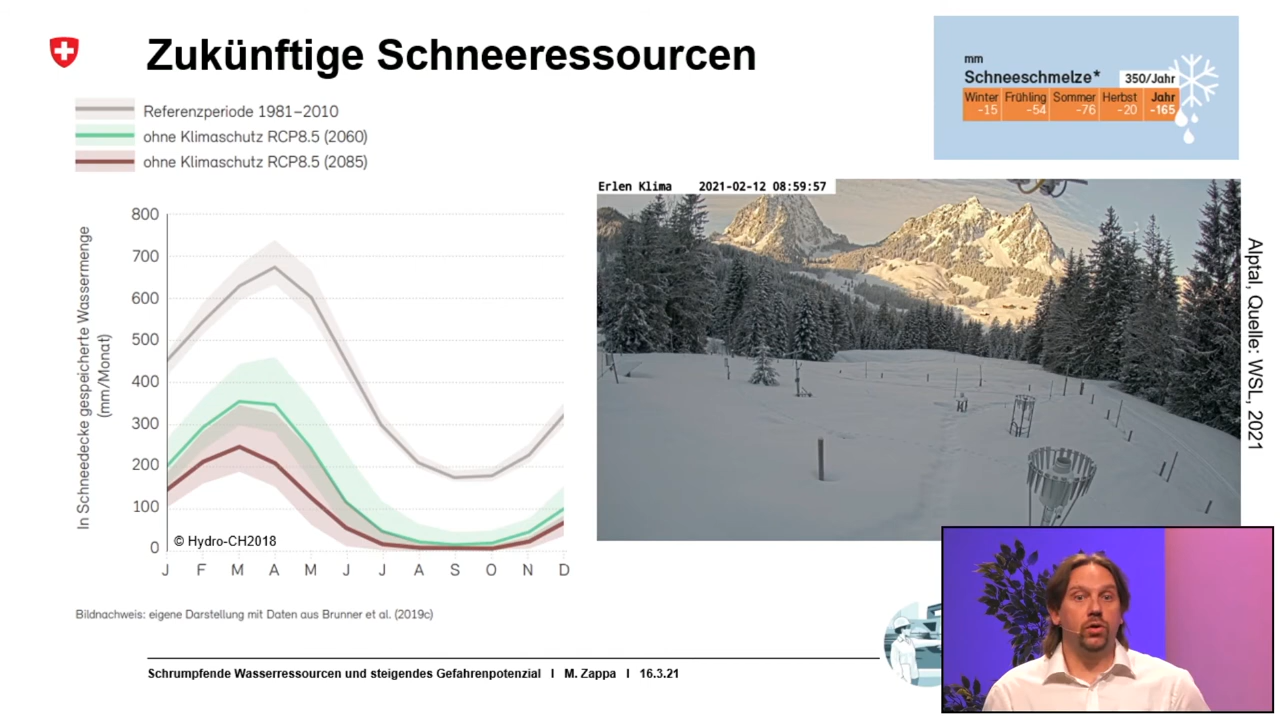 Zukünftige Schneeressourcen
Referenzperiode 1981–2010
ohne Klimaschutz RCP8.5 (2060)
ohne Klimaschutz RCP8.5 (2085)
mm
Schneeschmelze* 350/Jahr
Winter Frühling Sommer Herbst Jahr
-15 -54 -76 -20 -165
Erlen Klima 2021-02-12 08:59:57
Alptal, Quelle: WSL, 2021
In Schneedecke gespeicherte Wassermenge
(mm/Monat)
800
700
600
500
400
300
200
100
0
© Hydro-CH2018
J F M A M J J A S O N D
Bildnachweis: eigene Darstellung mit Daten aus Brunner et al. (2019c)
Schrumpfende Wasserressourcen und steigendes Gefahrenpotenzial I M. Zappa I 16.3.21